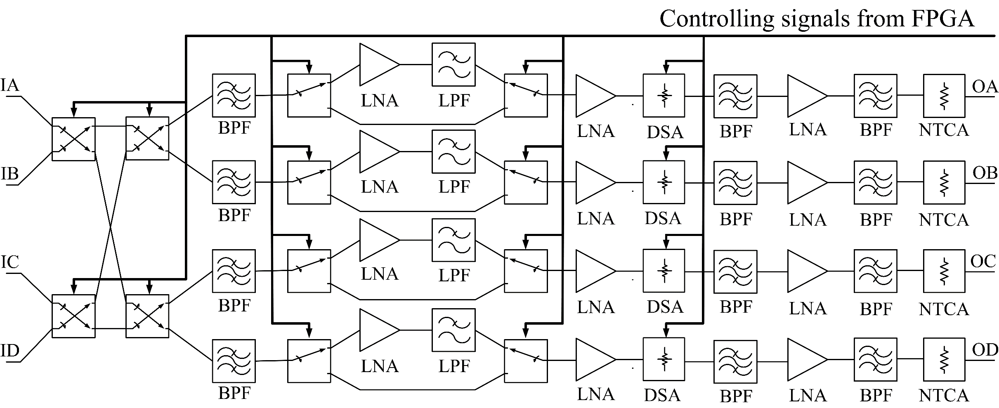 Controlling signals from FPGA
IA
LNA
LPF
OA
BPF
LNA
DSA
BPF
LNA
BPF
NTCA
IB
LNA
LPF
OB
BPF
LNA
DSA
BPF
LNA
BPF
NTCA
IC
LNA
LPF
OC
BPF
LNA
DSA
BPF
LNA
BPF
NTCA
ID
LNA
LPF
OD
BPF
LNA
DSA
BPF
LNA
BPF
NTCA